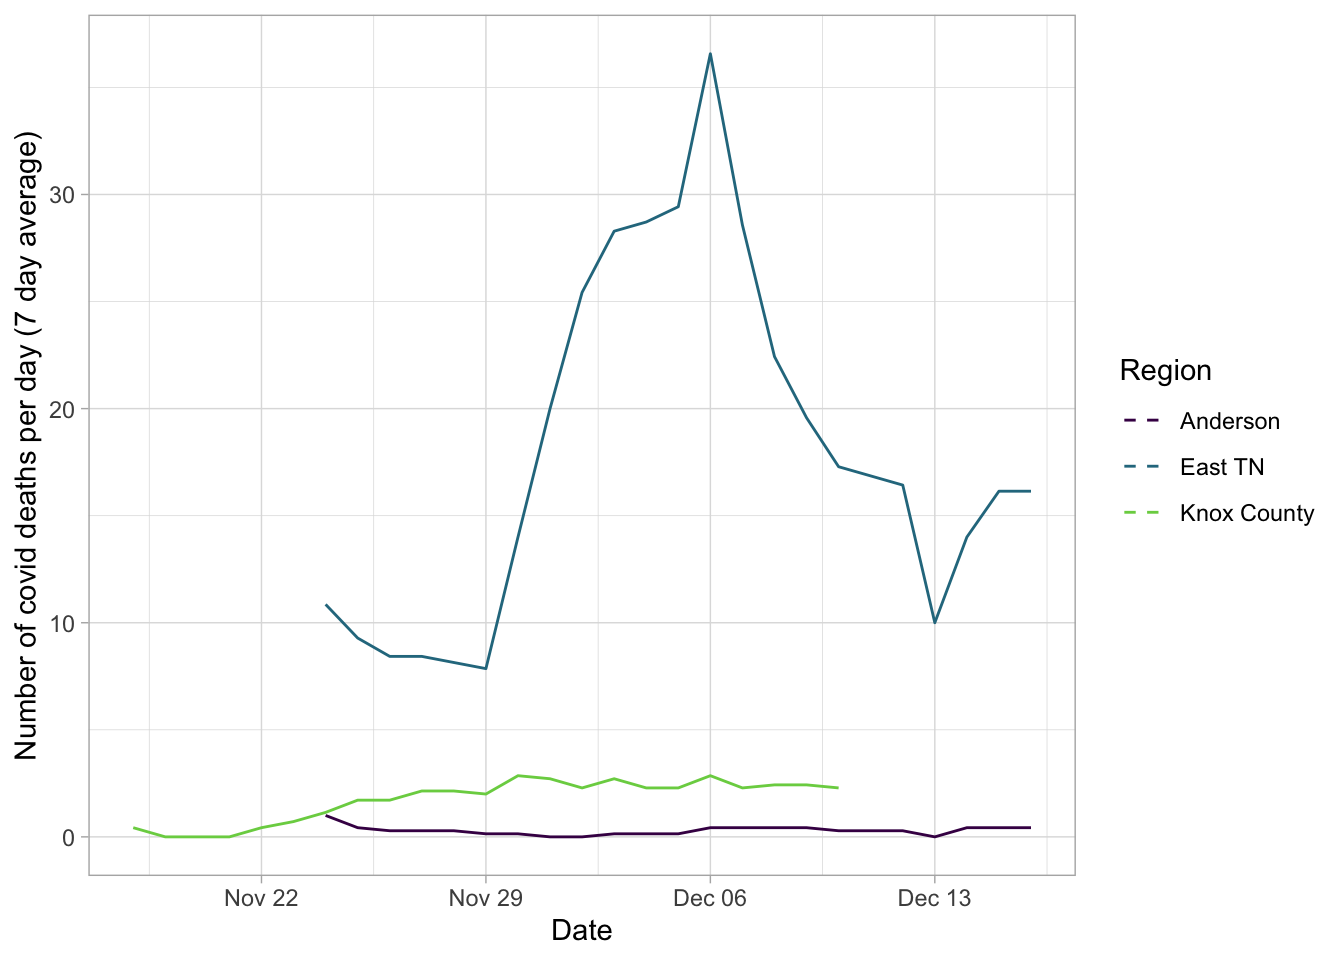 Number of covid deaths per day (7 day average)
30
20
10
0
Nov 22
Nov 29
Dec 06
Dec 13
Date
Region
Anderson
East TN
Knox County